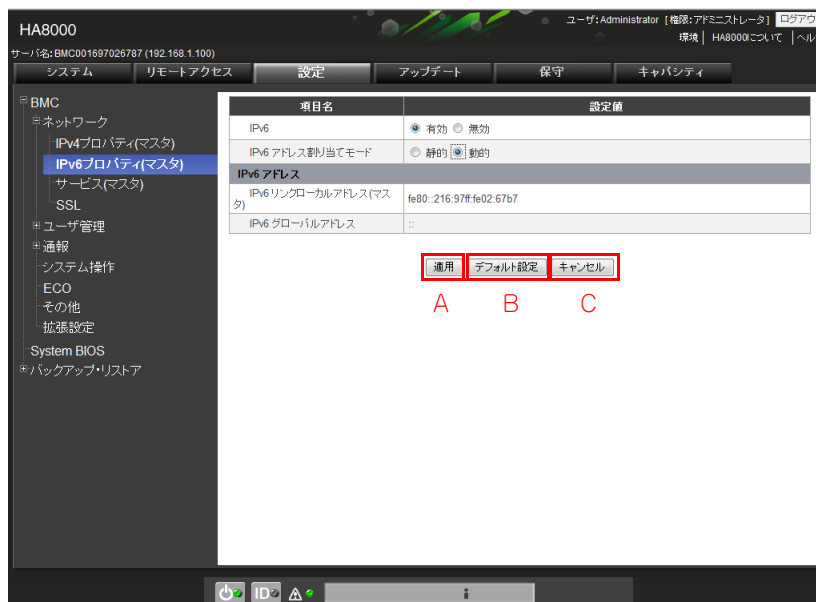 HA8000
ユーザ:Administrator [権限:アドミニストレータ] ログアウ
環境 | HA8000について | ヘル
サーバ名:BMC001697026787 (192.168.1.100)
システム リモートアクセス 設定 アップデート 保守 キャパシティ
BMC
ネットワーク
IPv4プロパティ(マスタ)
IPv6プロパティ(マスタ)
サービス(マスタ)
SSL
ユーザ管理
通報
システム操作
ECO
その他
拡張設定
System BIOS
バックアップ・リストア
項目名 設定値
IPv6 有効 無効
IPv6 アドレス割り当てモード 静的 動的
IPv6 アドレス
IPv6 リンクローカルアドレス(マス
タ) fe80::216:97ff:fe02:67b7
IPv6 グローバルアドレス ::
適用 デフォルト設定 キャンセル
A B C
ID i